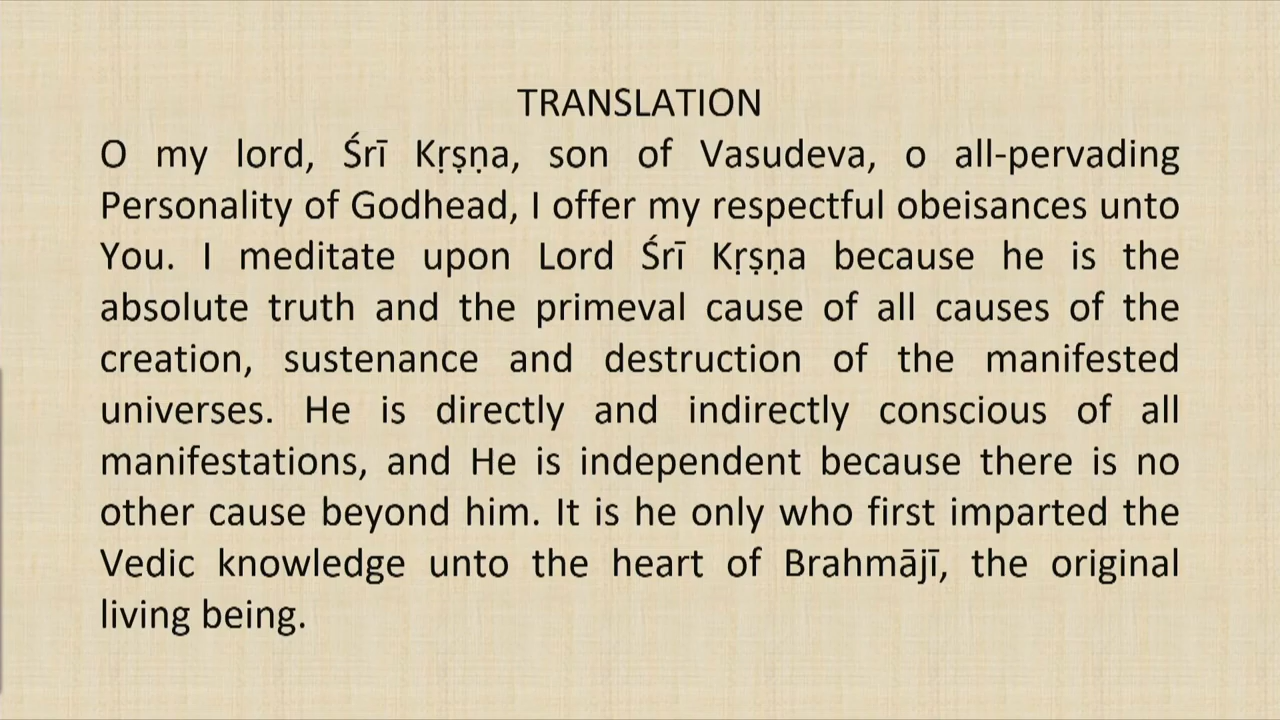 TRANSLATION
O my lord, Śrī Kṛṣṇa, son of Vasudeva, o all-pervading
Personality of Godhead, I offer my respectful obeisances unto
You. I meditate upon Lord Śrī Kṛṣṇa because he is the
absolute truth and the primeval cause of all causes of the
creation, sustenance and destruction of the manifested
universes. He is directly and indirectly conscious of all
manifestations, and He is independent because there is no
other cause beyond him. It is he only who first imparted the
Vedic knowledge unto the heart of Brahmājī, the original
living being.